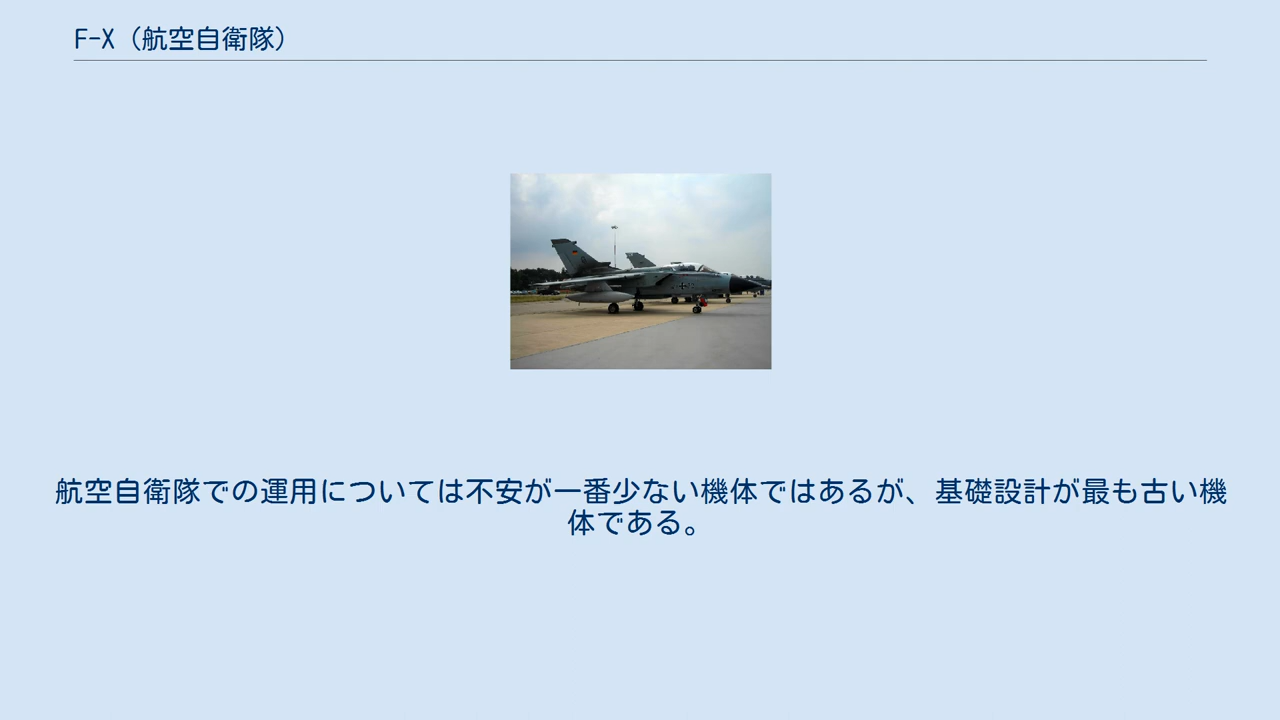 F-X（航空自衛隊）
航空自衛隊での運用については不安が一番少ない機体ではあるが、基礎設計が最も古い機
体である。